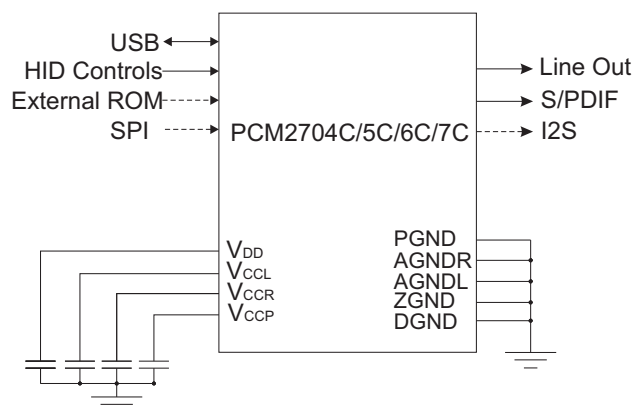 USB
HID Controls
External ROM
SPI
PCM2704C/5C/6C/7C
Line Out
S/PDIF
I2S
VDD
VCCL
VCCR
VCCP
PGND
AGNDR
AGNDL
ZGND
DGND